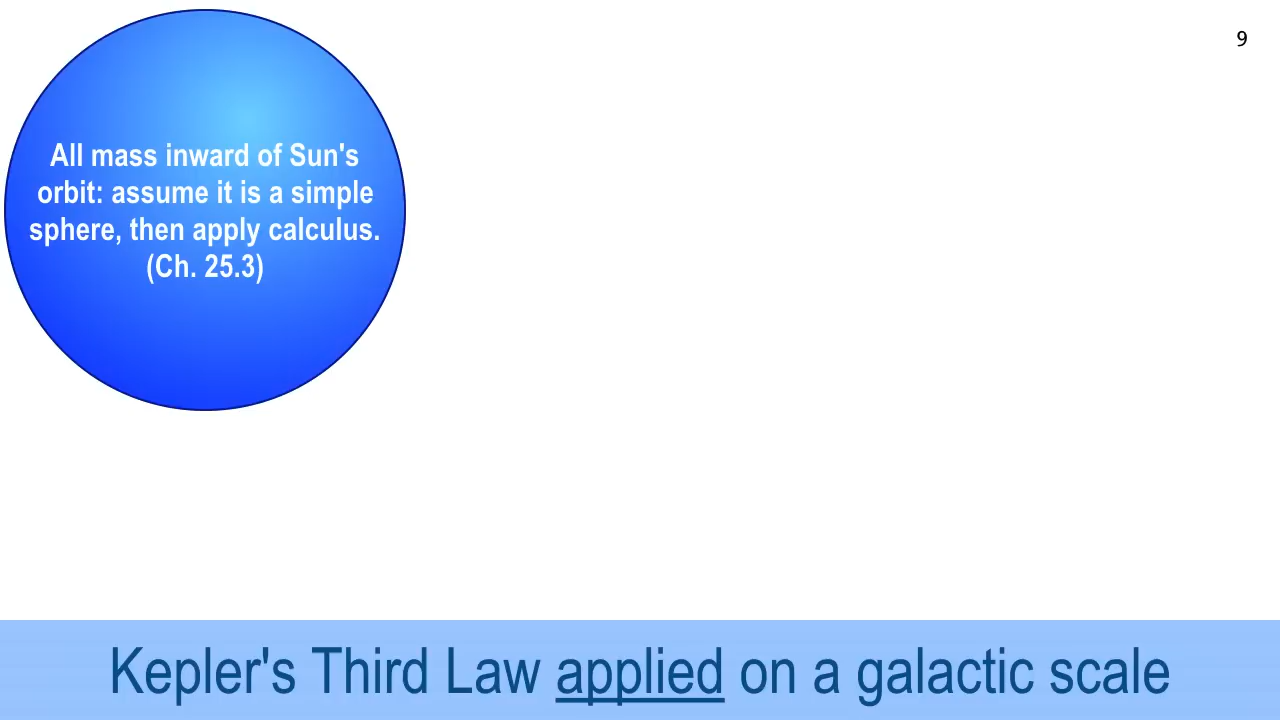 9
All mass inward of Sun's
orbit: assume it is a simple
sphere, then apply calculus.
(Ch. 25.3)
Kepler's Third Law applied on a galactic scale